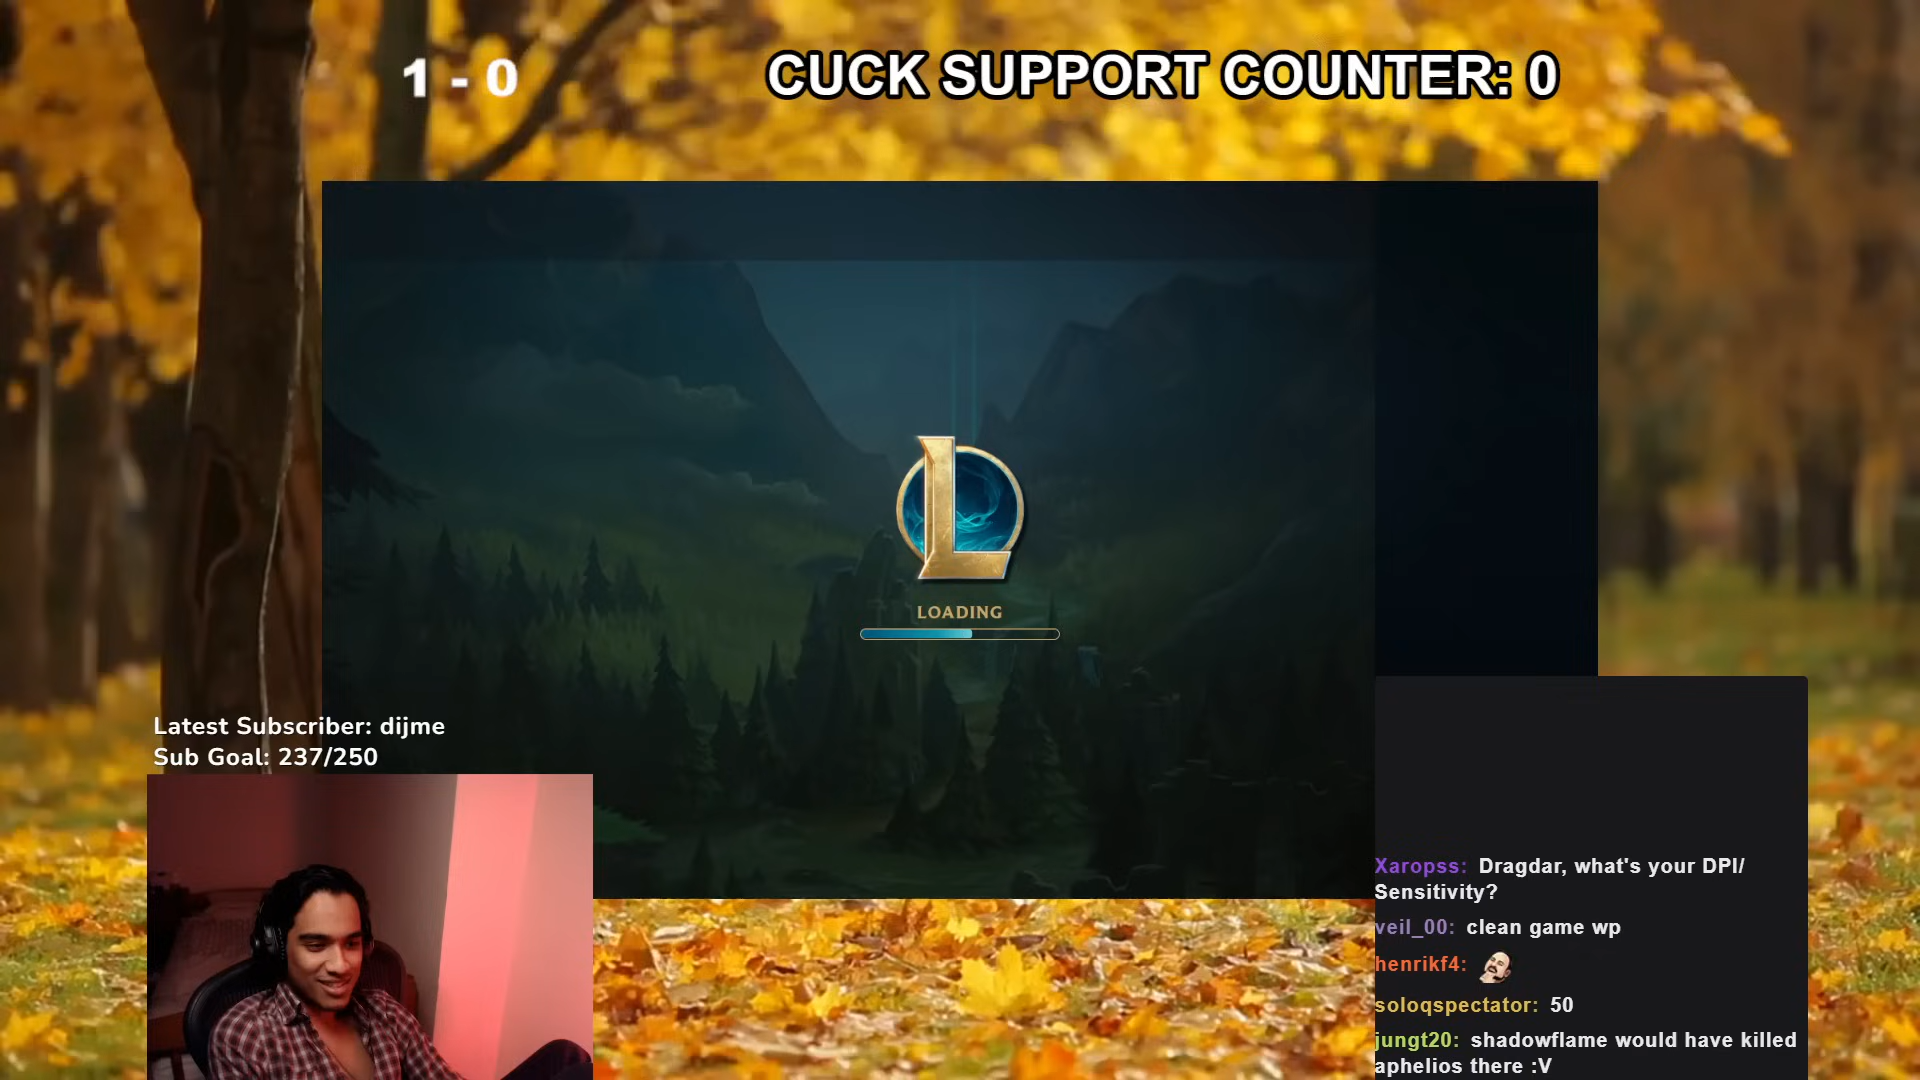 1 - 0
CUCK SUPPORT COUNTER: 0
LOADING
Latest Subscriber: dijme
Sub Goal: 237/250
Xaropss: Dragdar, what's your DPI/
Sensitivity?
veil_00: clean game wp
henrikf4:
soloqspectator: 50
jungt20: shadowflame would have killed
aphelios there :V